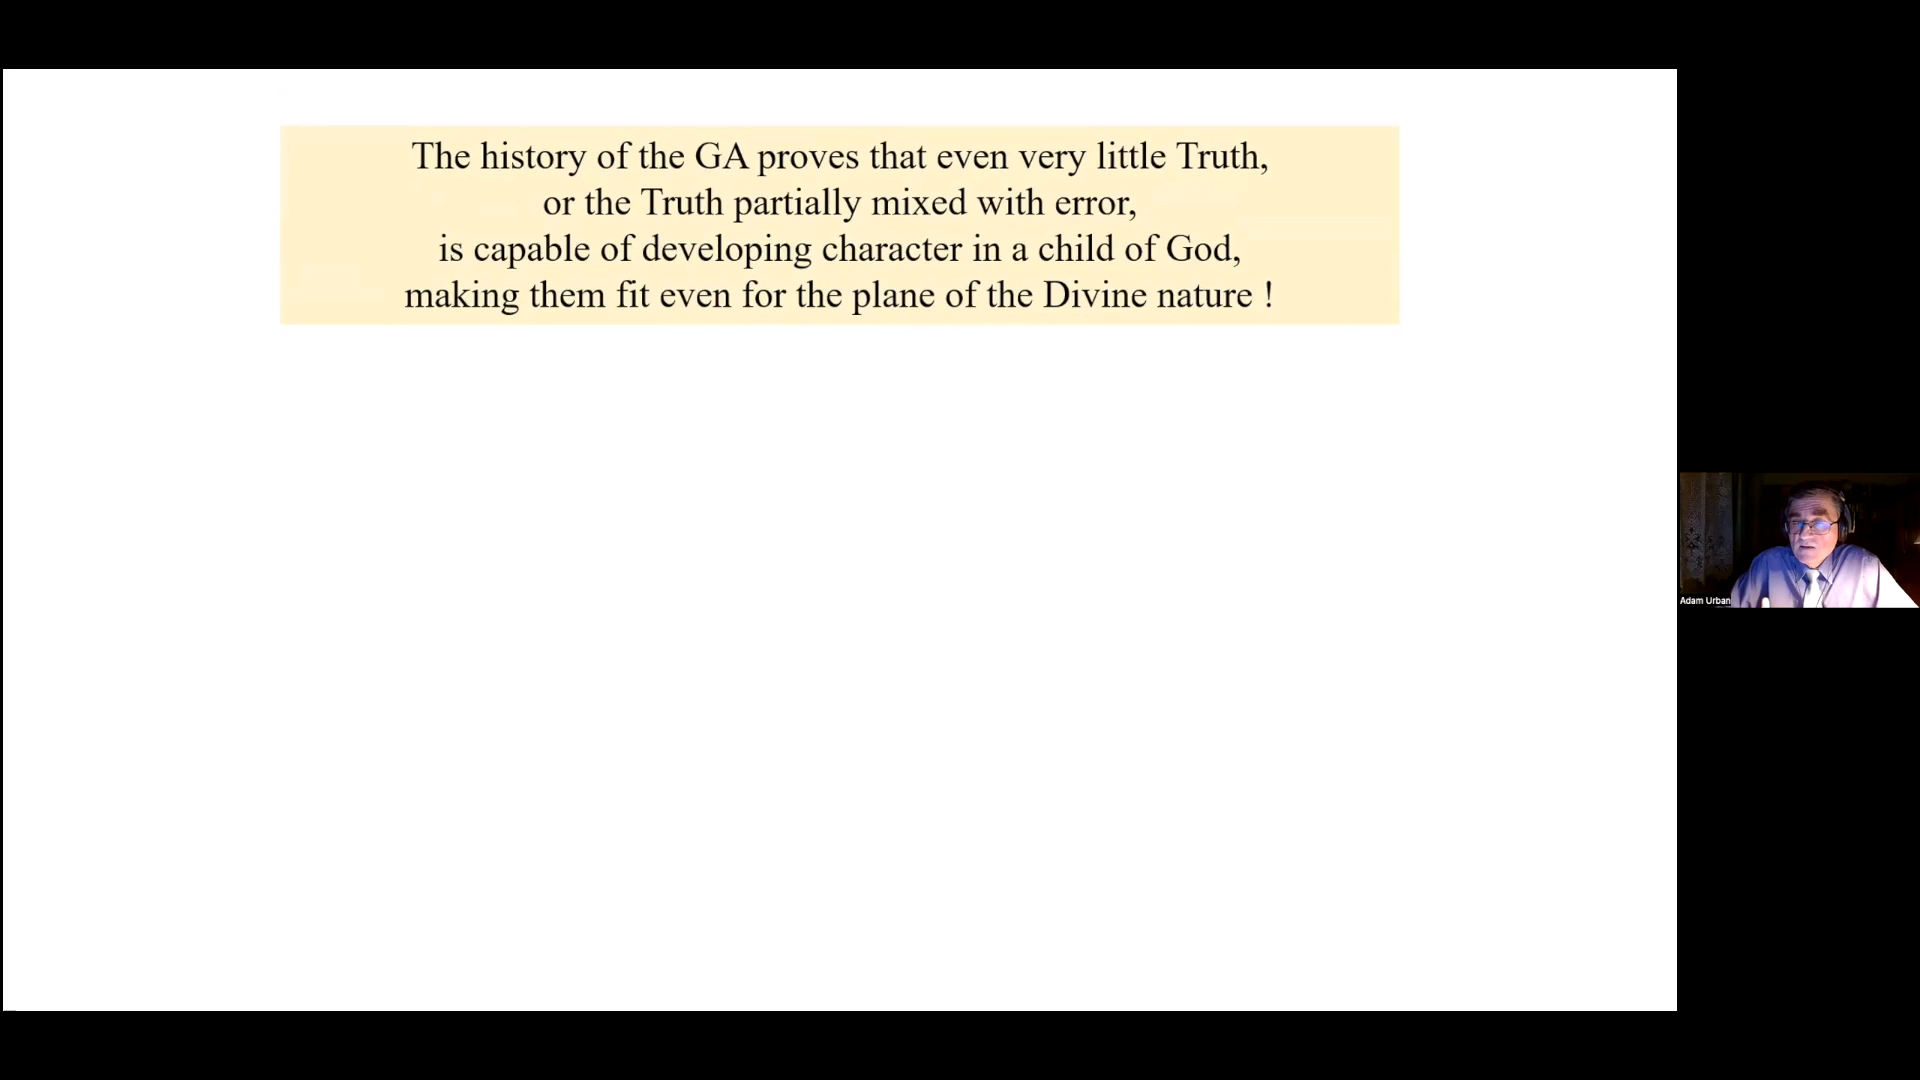 The history of the GA proves that even very little Truth,
or the Truth partially mixed with error,
is capable of developing character in a child of God,
making them fit even for the plane of the Divine nature !
Adam Urban